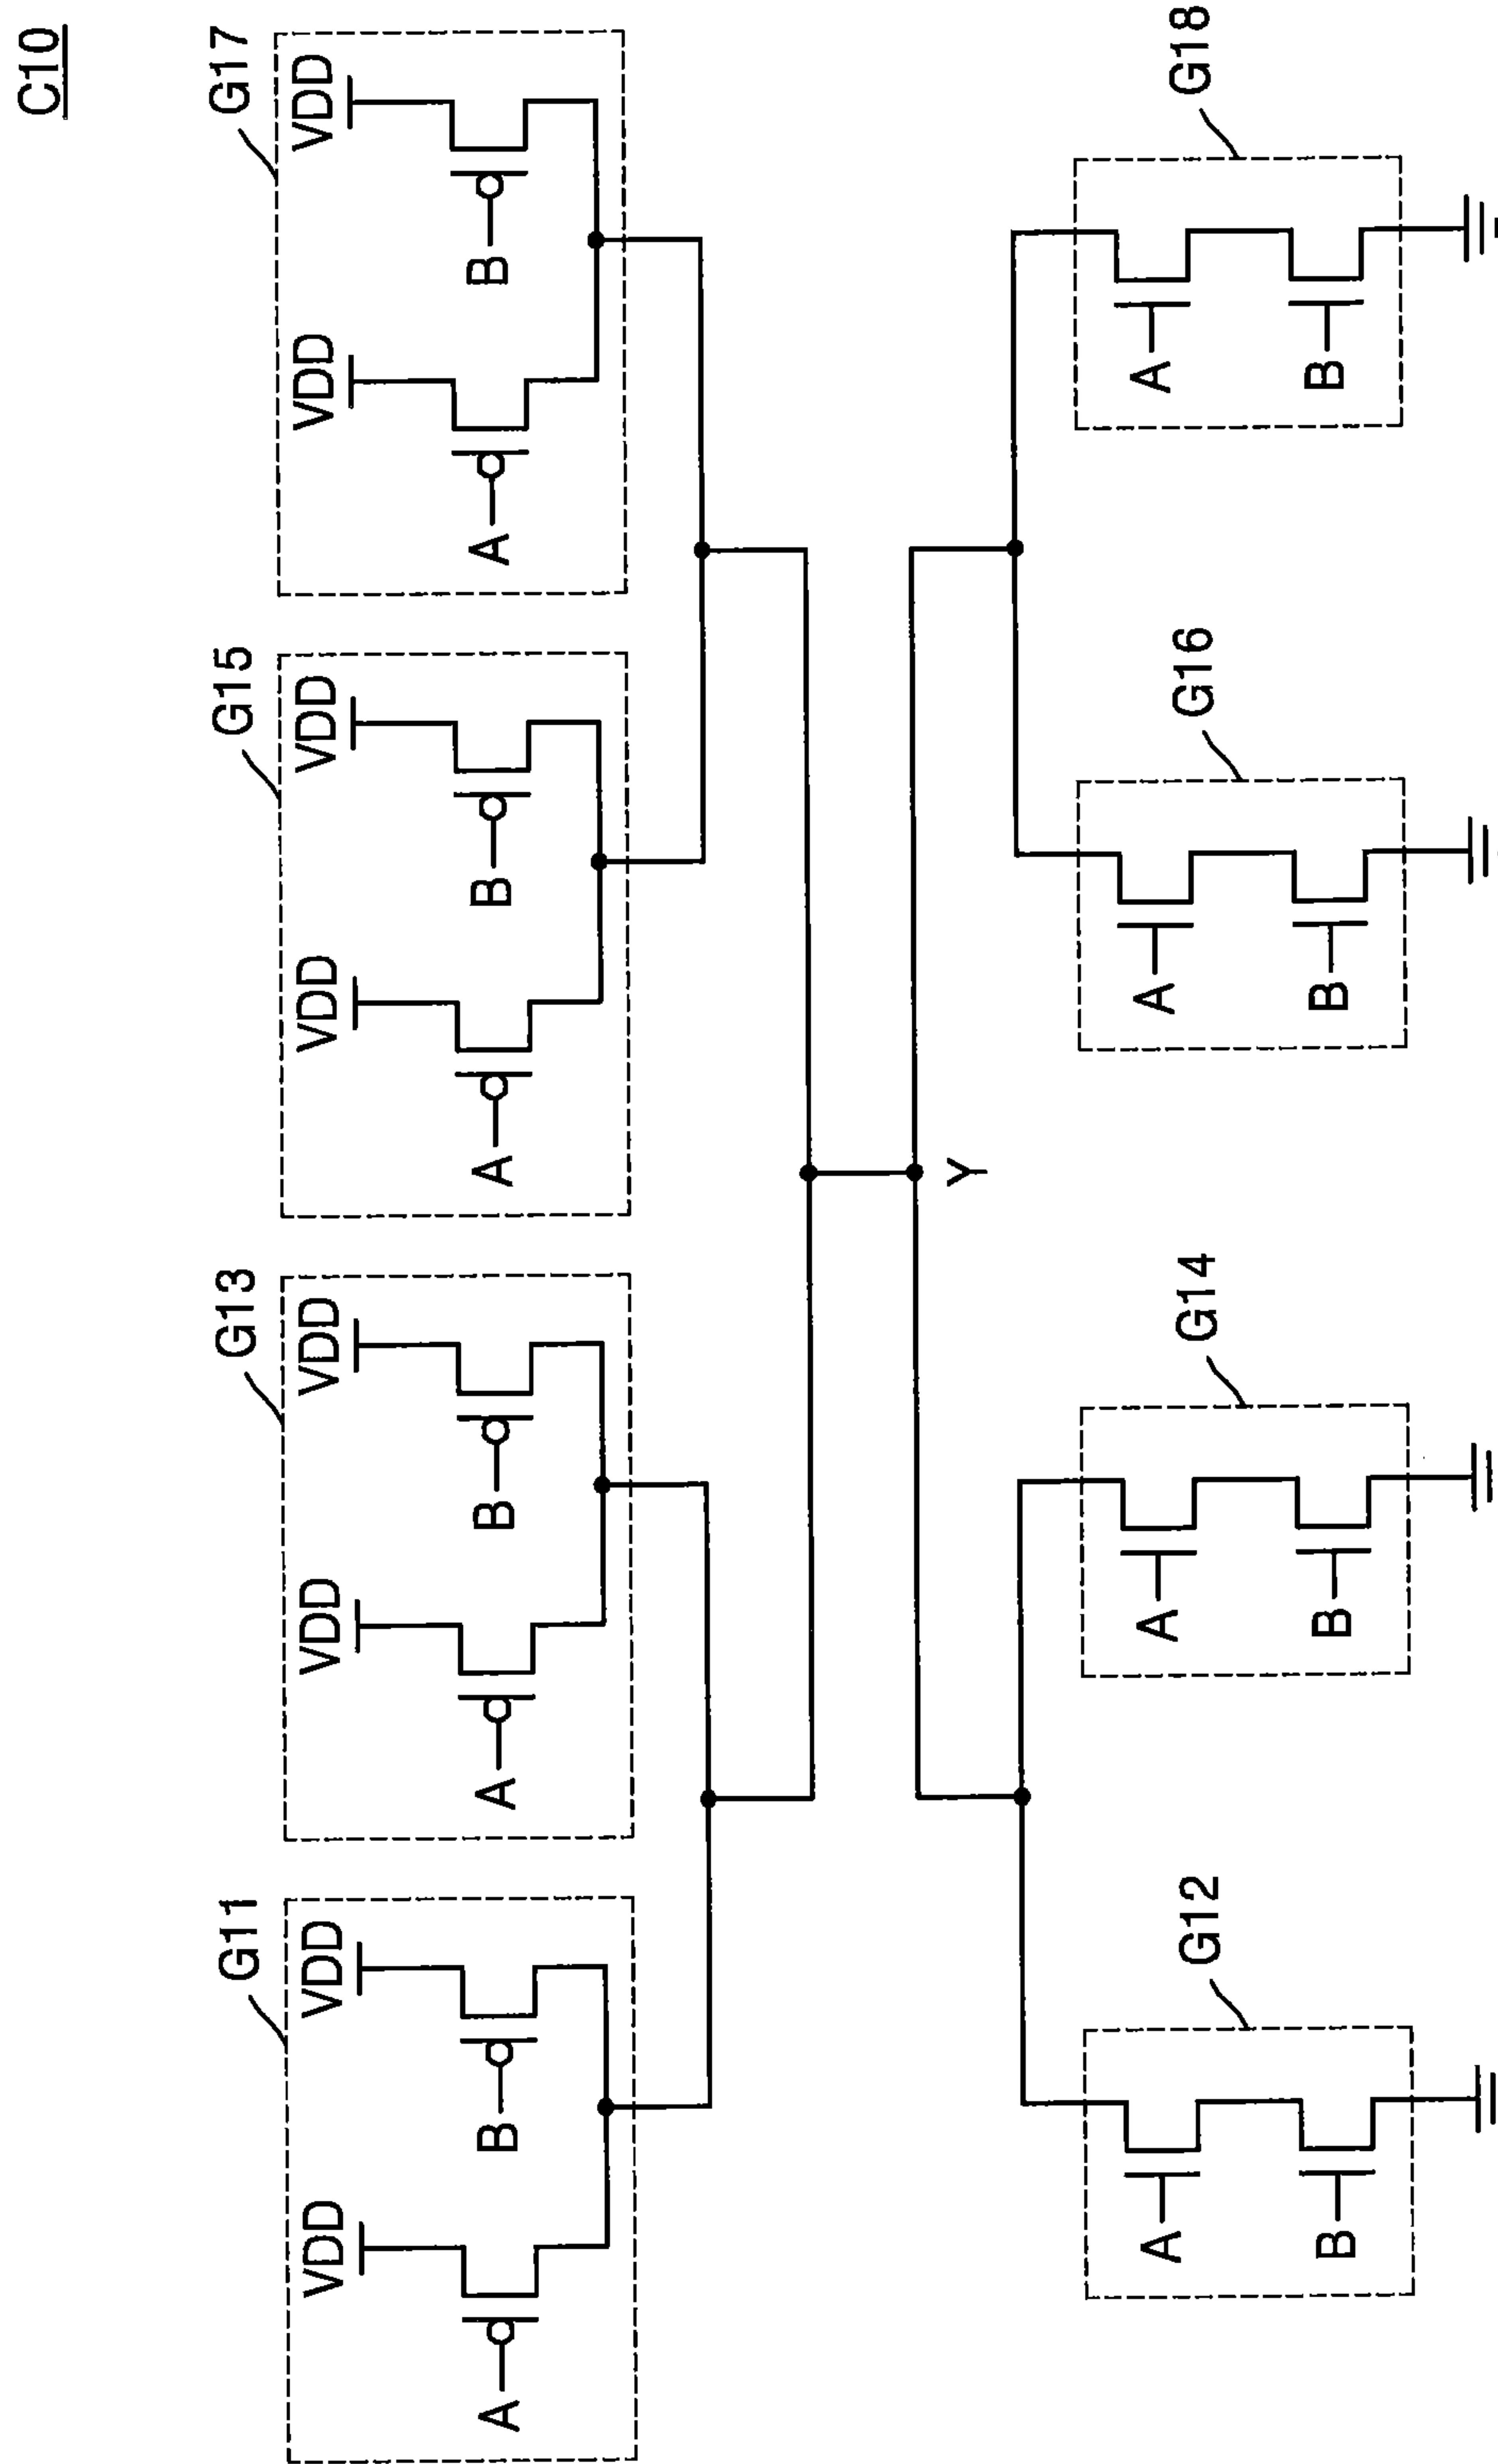 C10
G11
G13
G15
G17
VDD VDD VDD VDD VDD VDD VDD VDD
A B A B A B A B
Y
G12
G14
G16
G18
A A A A
B B B B